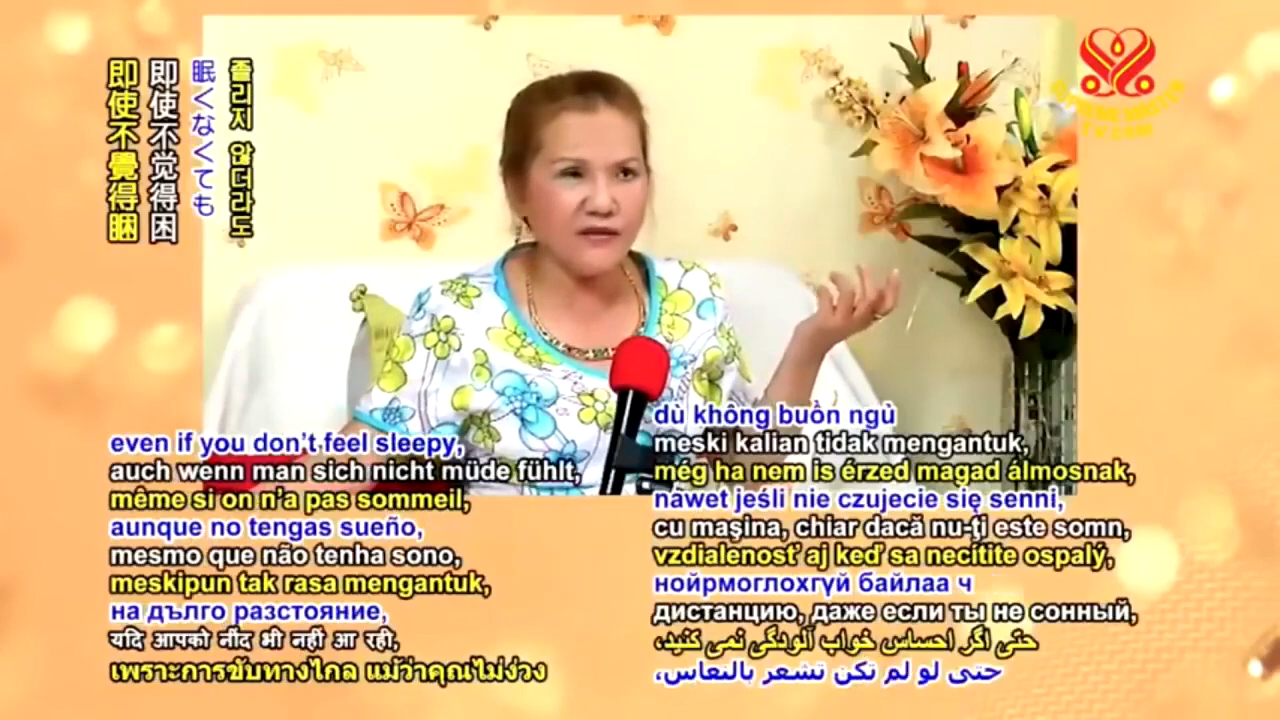 即使不覺得睏
即使不觉得困
眠くなくても
졸리지 않더라도
SUPREME MASTER
TV.COM
even if you don't feel sleepy,
auch wenn man sich nicht müde fühlt,
même si on n'a pas sommeil,
aunque no tengas sueño,
mesmo que não tenha sono,
meskipun tak rasa mengantuk,
на дълго разстояние,
यदि आपको नींद भी नहीं आ रही,
เพราะการขับทางไกล แม้ว่าคุณไม่ง่วง
dù không buồn ngủ
meski kalian tidak mengantuk,
még ha nem is érzed magad álmosnak,
nawet jeśli nie czujecie się senni,
cu maşina, chiar dacă nu-ţi este somn,
vzdialenosť aj keď sa necítite ospalý,
нойрмоглохгүй байлаа ч
дистанцию, даже если ты не сонный,
حتی اگر احساس خواب آلودگی نمی کنید،
حتى لو لم تكن تشعر بالنعاس،